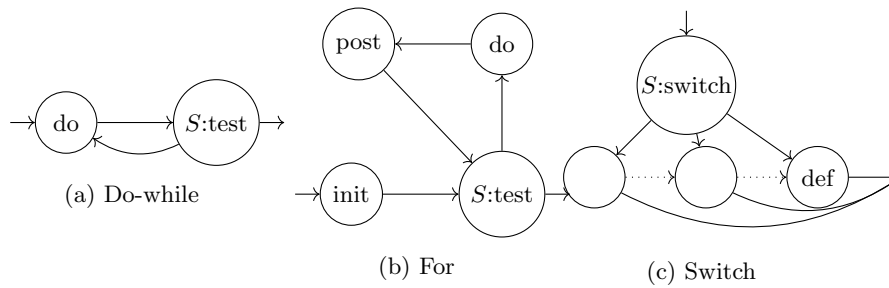 do
S:test
(a) Do-while
post
do
init
S:test
(b) For
S:switch
def
(c) Switch